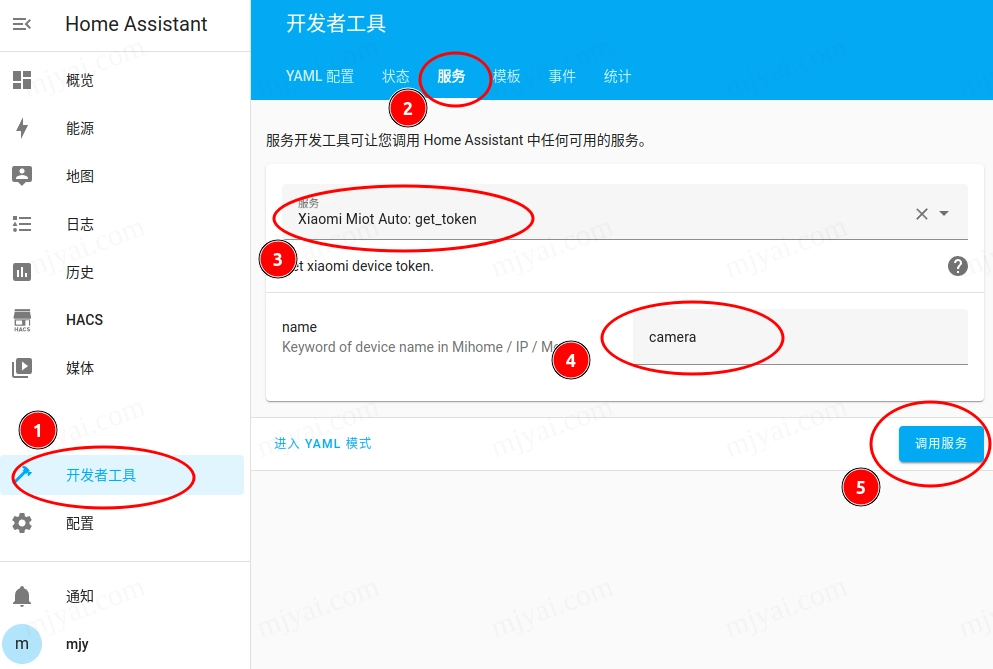 Home Assistant
概览
能源
地图
日志
历史
HACS
HACS
媒体
1
开发者工具
配置
通知
m
mjy
开发者工具
YAML 配置 状态 服务 模板 事件 统计
2
服务开发工具可让您调用 Home Assistant 中任何可用的服务。
服务
Xiaomi Miot Auto: get_token
3
xiaomi device token.
?
name
Keyword of device name in Mihome / IP /
camera
4
进入 YAML 模式
调用服务
5
mjyai.com